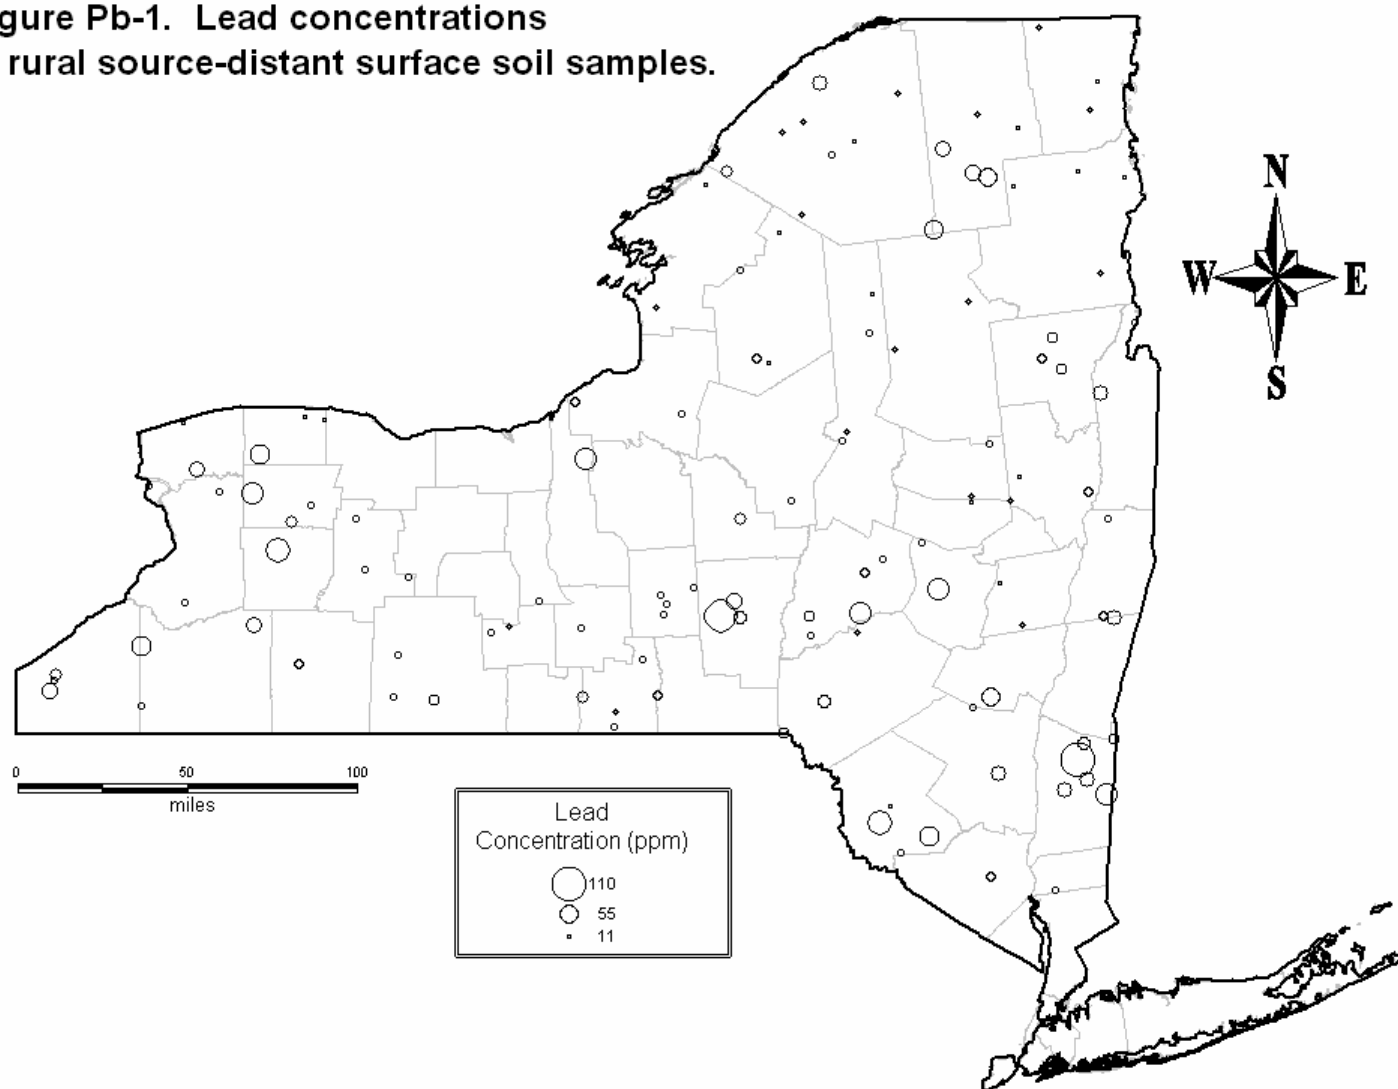 gure Pb-1. Lead concentrations
rural source-distant surface soil samples.
N
W
E
S
0
50
100
miles
Lead
Concentration (ppm)
110
55
11